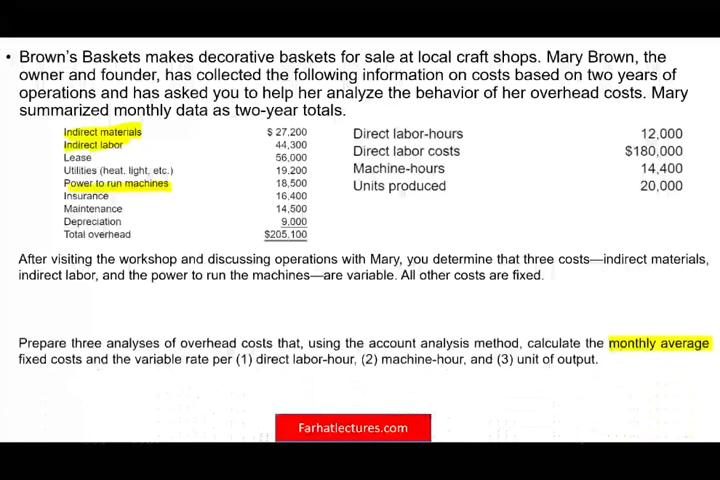 • Brown's Baskets makes decorative baskets for sale at local craft shops. Mary Brown, the
owner and founder, has collected the following information on costs based on two years of
operations and has asked you to help her analyze the behavior of her overhead costs. Mary
summarized monthly data as two-year totals.
Indirect materials $ 27,200
Indirect labor 44,300
Lease 56,000
Utilities (heat. light, etc.) 19,200
Power to run machines 18,500
Insurance 16,400
Maintenance 14,500
Depreciation 9,000
Total overhead $205,100
Direct labor-hours 12,000
Direct labor costs $180,000
Machine-hours 14,400
Units produced 20,000
After visiting the workshop and discussing operations with Mary, you determine that three costs—indirect materials,
indirect labor, and the power to run the machines—are variable. All other costs are fixed.
Prepare three analyses of overhead costs that, using the account analysis method, calculate the monthly average
fixed costs and the variable rate per (1) direct labor-hour, (2) machine-hour, and (3) unit of output.
Farhatlectures.com